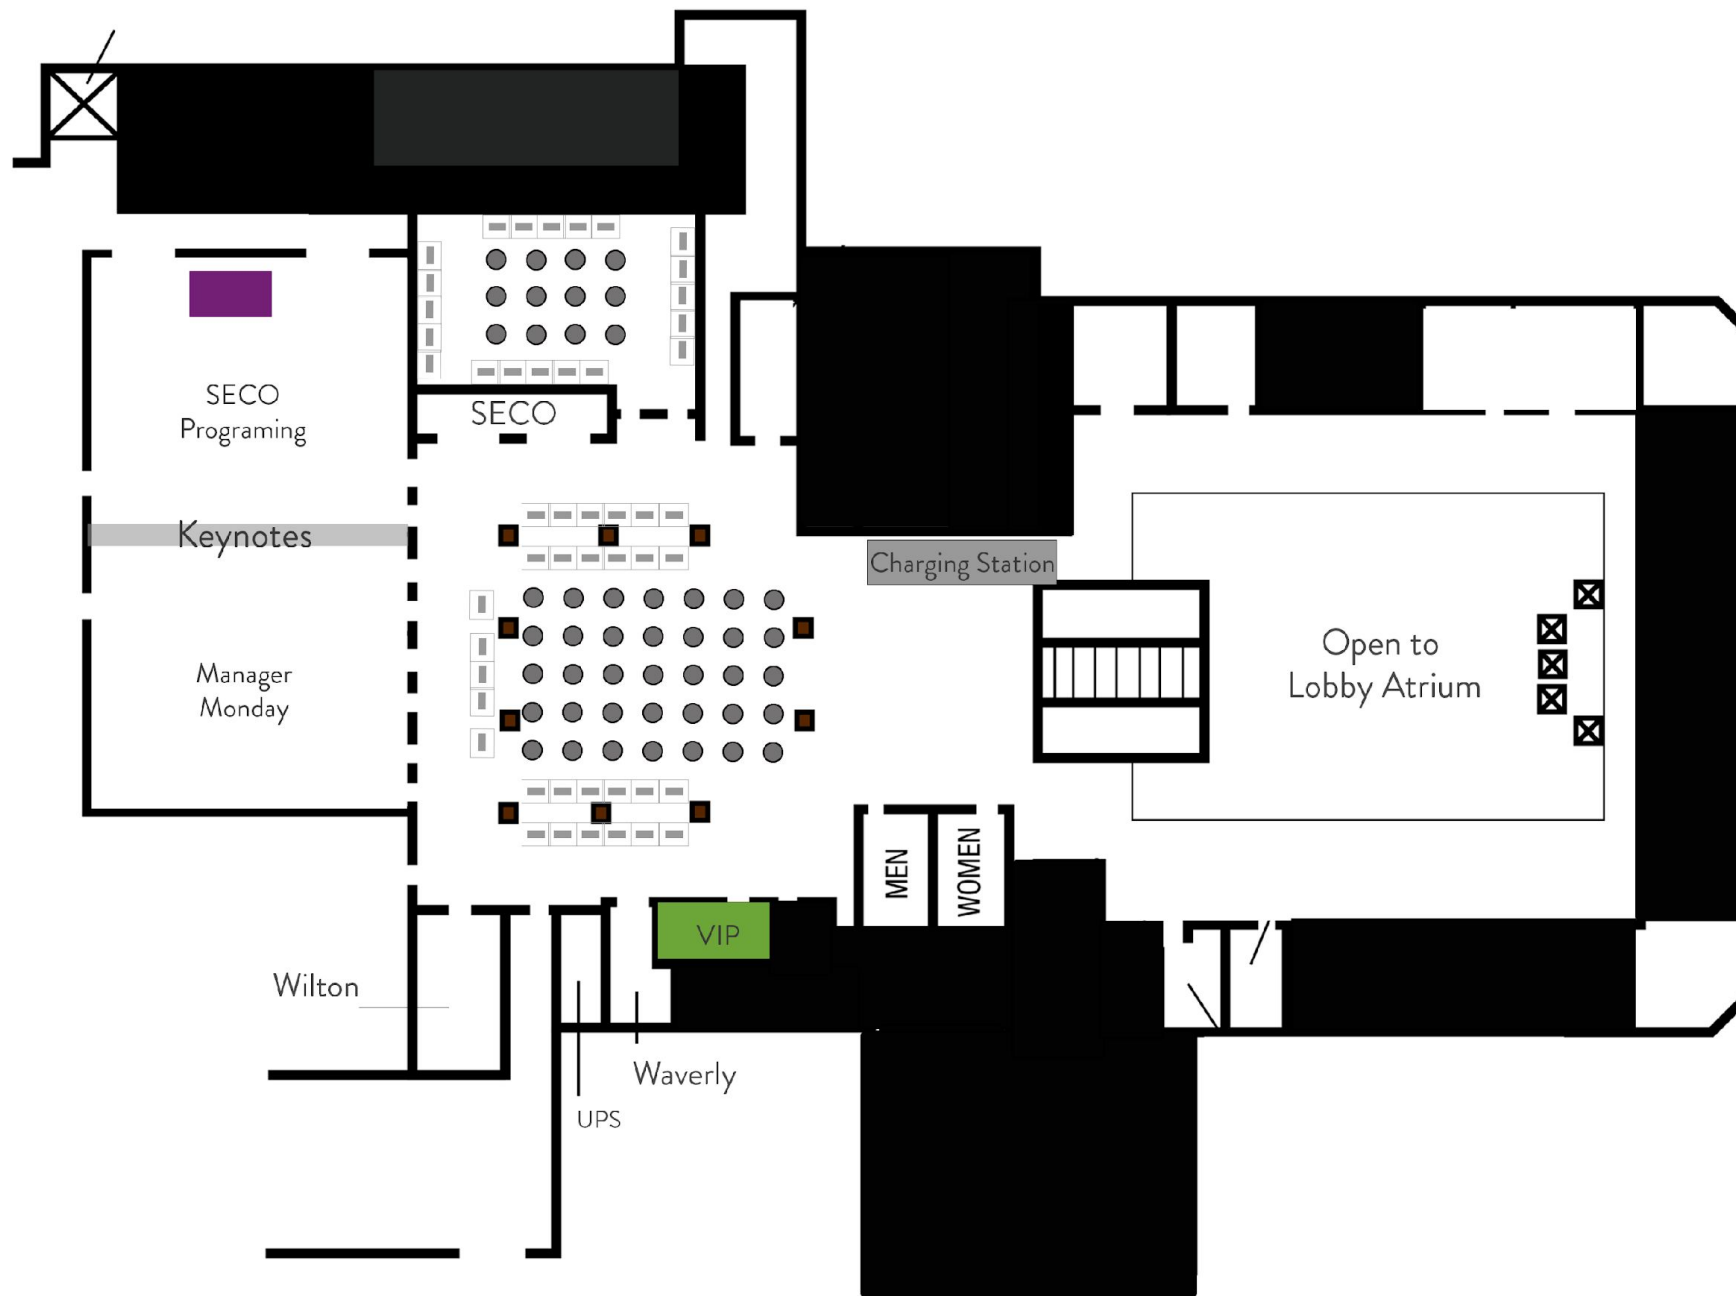 SECO
Programing
SECO
Keynotes
Charging Station
Manager
Monday
Open to
Lobby Atrium
MEN
WOMEN
VIP
Wilton
Waverly
UPS